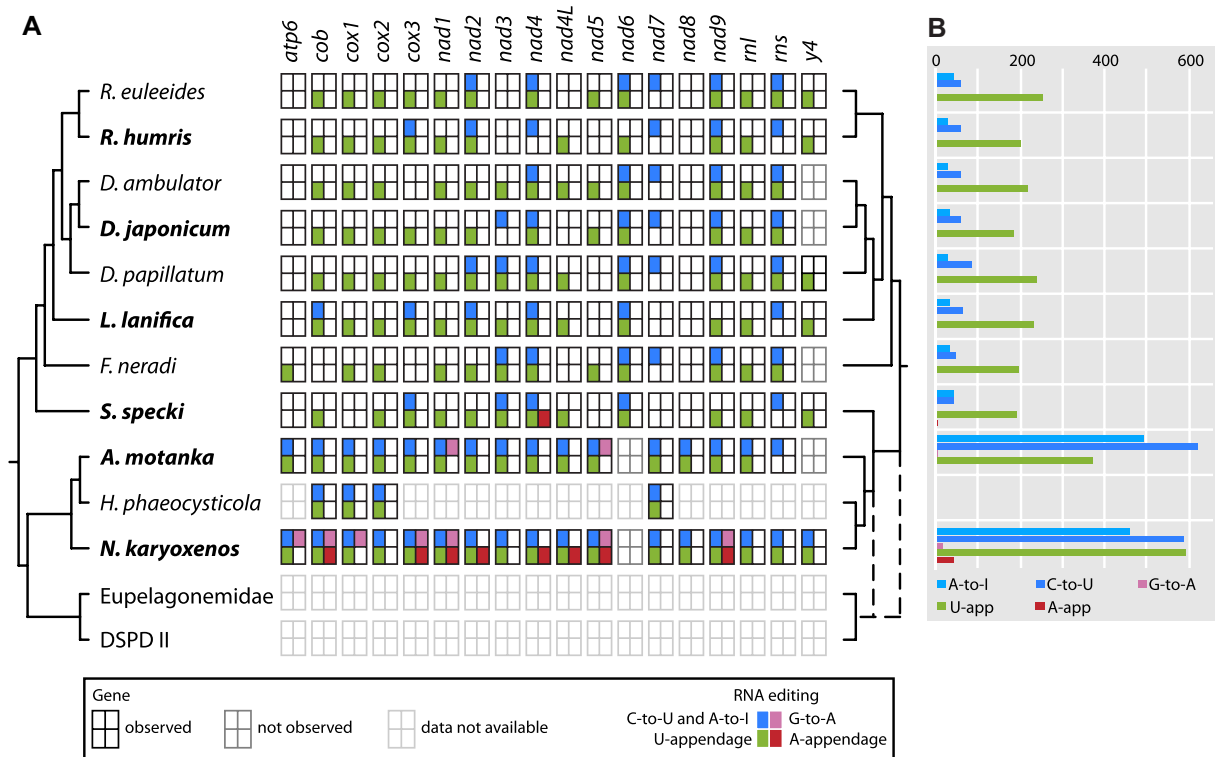 A
B
atp6 cob cox1 cox2 cox3 nad1 nad2 nad3 nad4 nad4L nad5 nad6 nad7 nad8 nad9 rnl rns y4
0 200 400 600
R. euleeides
R. humris
D. ambulator
D. japonicum
D. papillatum
L. lanifica
F. neradi
S. specki
A. motanka
H. phaeocysticola
N. karyoxenos
Eupelagonemidae
DSPD II
A-to-I C-to-U G-to-A
U-app A-app
Gene
observed
not observed
data not available
RNA editing
C-to-U and A-to-I G-to-A
U-appendage A-appendage